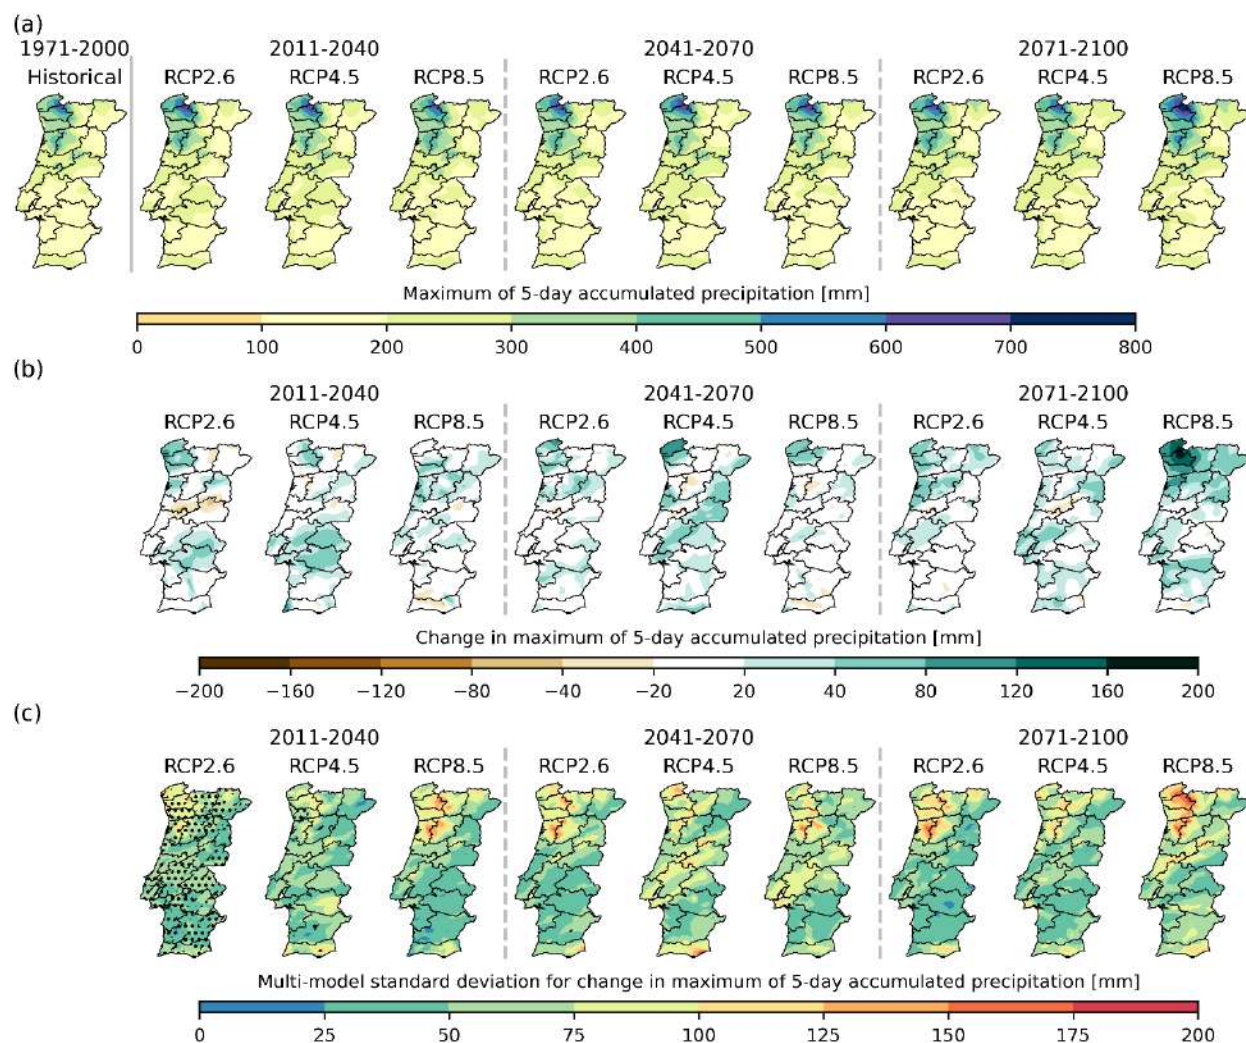 (a)
1971-2000 2011-2040 2041-2070 2071-2100
Historical RCP2.6 RCP4.5 RCP8.5 RCP2.6 RCP4.5 RCP8.5 RCP2.6 RCP4.5 RCP8.5
Maximum of 5-day accumulated precipitation [mm]
0 100 200 300 400 500 600 700 800
(b)
2011-2040 2041-2070 2071-2100
RCP2.6 RCP4.5 RCP8.5 RCP2.6 RCP4.5 RCP8.5 RCP2.6 RCP4.5 RCP8.5
Change in maximum of 5-day accumulated precipitation [mm]
−200 −160 −120 −80 −40 −20 20 40 80 120 160 200
(c)
2011-2040 2041-2070 2071-2100
RCP2.6 RCP4.5 RCP8.5 RCP2.6 RCP4.5 RCP8.5 RCP2.6 RCP4.5 RCP8.5
Multi-model standard deviation for change in maximum of 5-day accumulated precipitation [mm]
0 25 50 75 100 125 150 175 200